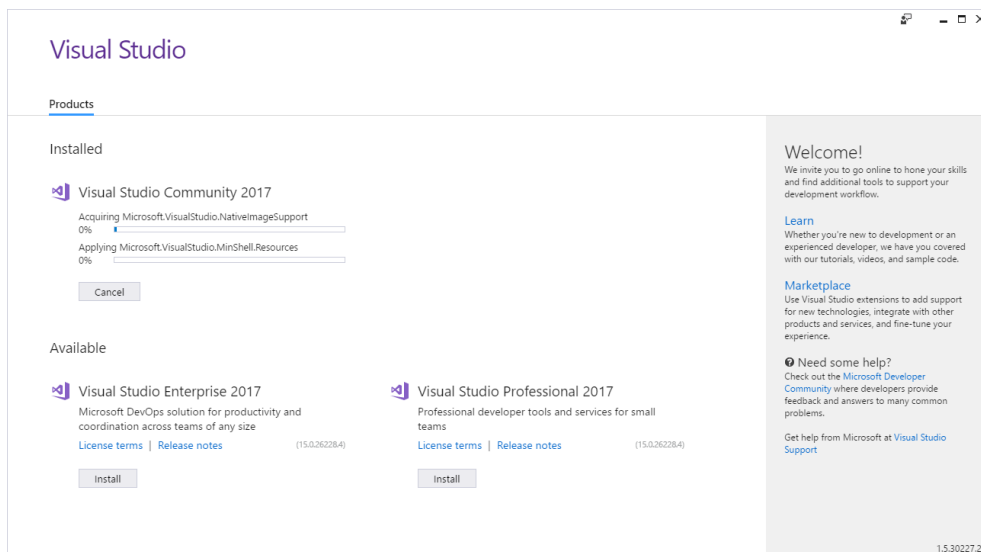 Visual Studio
Products
Installed
Visual Studio Community 2017
Acquiring Microsoft.VisualStudio.NativeImageSupport
0%
Applying Microsoft.VisualStudio.MinShell.Resources
0%
Cancel
Available
Visual Studio Enterprise 2017
Microsoft DevOps solution for productivity and
coordination across teams of any size
License terms | Release notes (15.0.26228.4)
Install
Visual Studio Professional 2017
Professional developer tools and services for small
teams
License terms | Release notes (15.0.26228.4)
Install
Welcome!
We invite you to go online to hone your skills
and find additional tools to support your
development workflow.
Learn
Whether you're new to development or an
experienced developer, we have you covered
with our tutorials, videos, and sample code.
Marketplace
Use Visual Studio extensions to add support
for new technologies, integrate with other
products and services, and fine-tune your
experience.
Need some help?
Check out the Microsoft Developer
Community where developers provide
feedback and answers to many common
problems.
Get help from Microsoft at Visual Studio
Support
1.5.30227.2